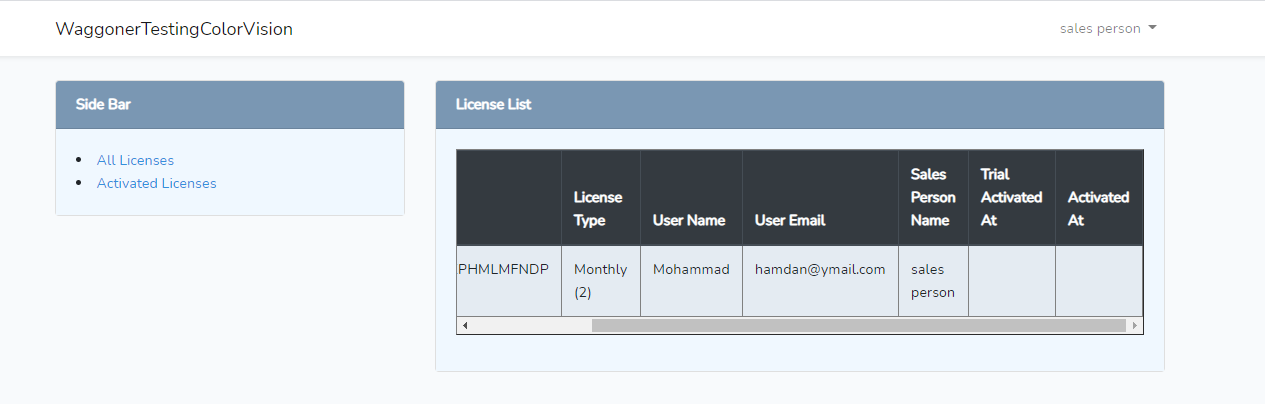 WaggonerTestingColorVision
sales person
Side Bar
All Licenses
Activated Licenses
License List
License Type
User Name
User Email
Sales Person Name
Trial Activated At
Activated At
PHMLMFNDP
Monthly (2)
Mohammad
hamdan@ymail.com
sales person